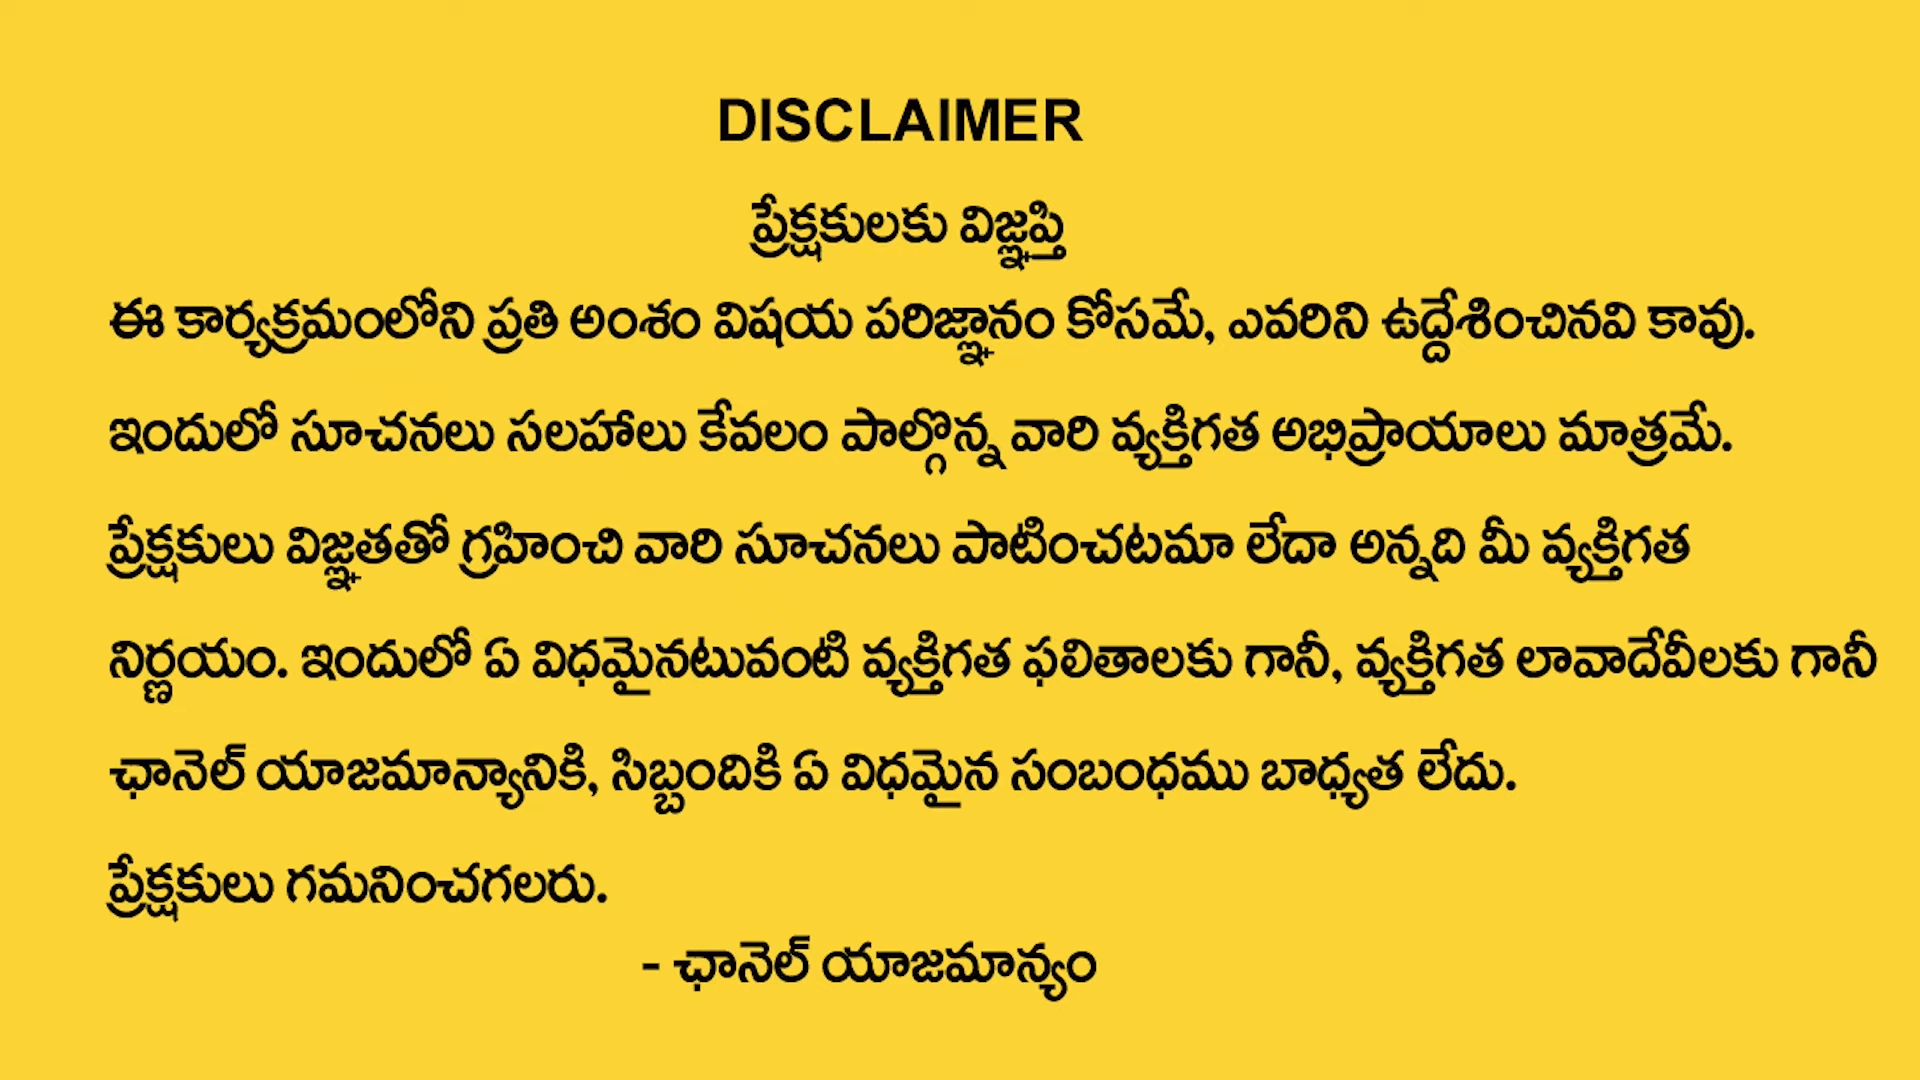 DISCLAIMER
ప్రేక్షకులకు విజ్ఞప్తి
ఈ కార్యక్రమంలోని ప్రతి అంశం విషయ పరిజ్ఞానం కోసమే, ఎవరిని ఉద్దేశించినవి కావు.
ఇందులో సూచనలు సలహాలు కేవలం పాల్గొన్న వారి వ్యక్తిగత అభిప్రాయాలు మాత్రమే.
ప్రేక్షకులు విజ్ఞతతో గ్రహించి వారి సూచనలు పాటించటమా లేదా అన్నది మీ వ్యక్తిగత
నిర్ణయం. ఇందులో ఏ విధమైనటువంటి వ్యక్తిగత ఫలితాలకు గానీ, వ్యక్తిగత లావాదేవీలకు గానీ
ఛానెల్ యాజమాన్యానికి, సిబ్బందికి ఏ విధమైన సంబంధము బాధ్యత లేదు.
ప్రేక్షకులు గమనించగలరు.
- ఛానెల్ యాజమాన్యం